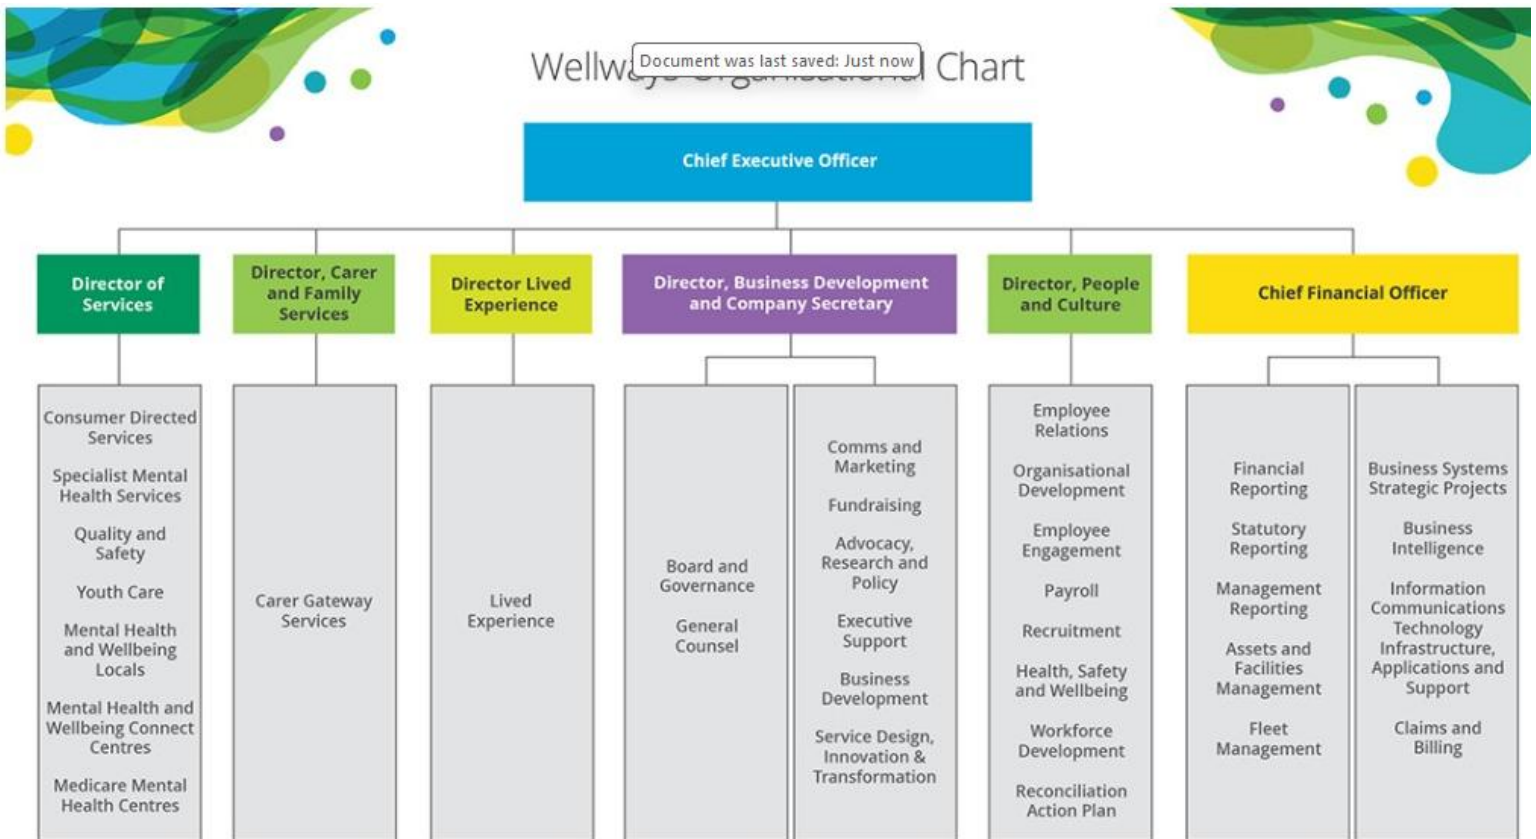 Wellways Organisational Chart
Document was last saved: Just now
Chief Executive Officer
Director of
Services
Director, Carer
and Family
Services
Director Lived
Experience
Director, Business Development
and Company Secretary
Director, People
and Culture
Chief Financial Officer
Consumer Directed
Services
Specialist Mental
Health Services
Quality and
Safety
Youth Care
Mental Health
and Wellbeing
Locals
Mental Health and
Wellbeing Connect
Centres
Medicare Mental
Health Centres
Carer Gateway
Services
Lived
Experience
Board and
Governance
General
Counsel
Comms and
Marketing
Fundraising
Advocacy,
Research and
Policy
Executive
Support
Business
Development
Service Design,
Innovation &
Transformation
Employee
Relations
Organisational
Development
Employee
Engagement
Payroll
Recruitment
Health, Safety
and Wellbeing
Workforce
Development
Reconciliation
Action Plan
Financial
Reporting
Statutory
Reporting
Management
Reporting
Assets and
Facilities
Management
Fleet
Management
Business Systems
Strategic Projects
Business
Intelligence
Information
Communications
Technology
Infrastructure,
Applications and
Support
Claims and
Billing